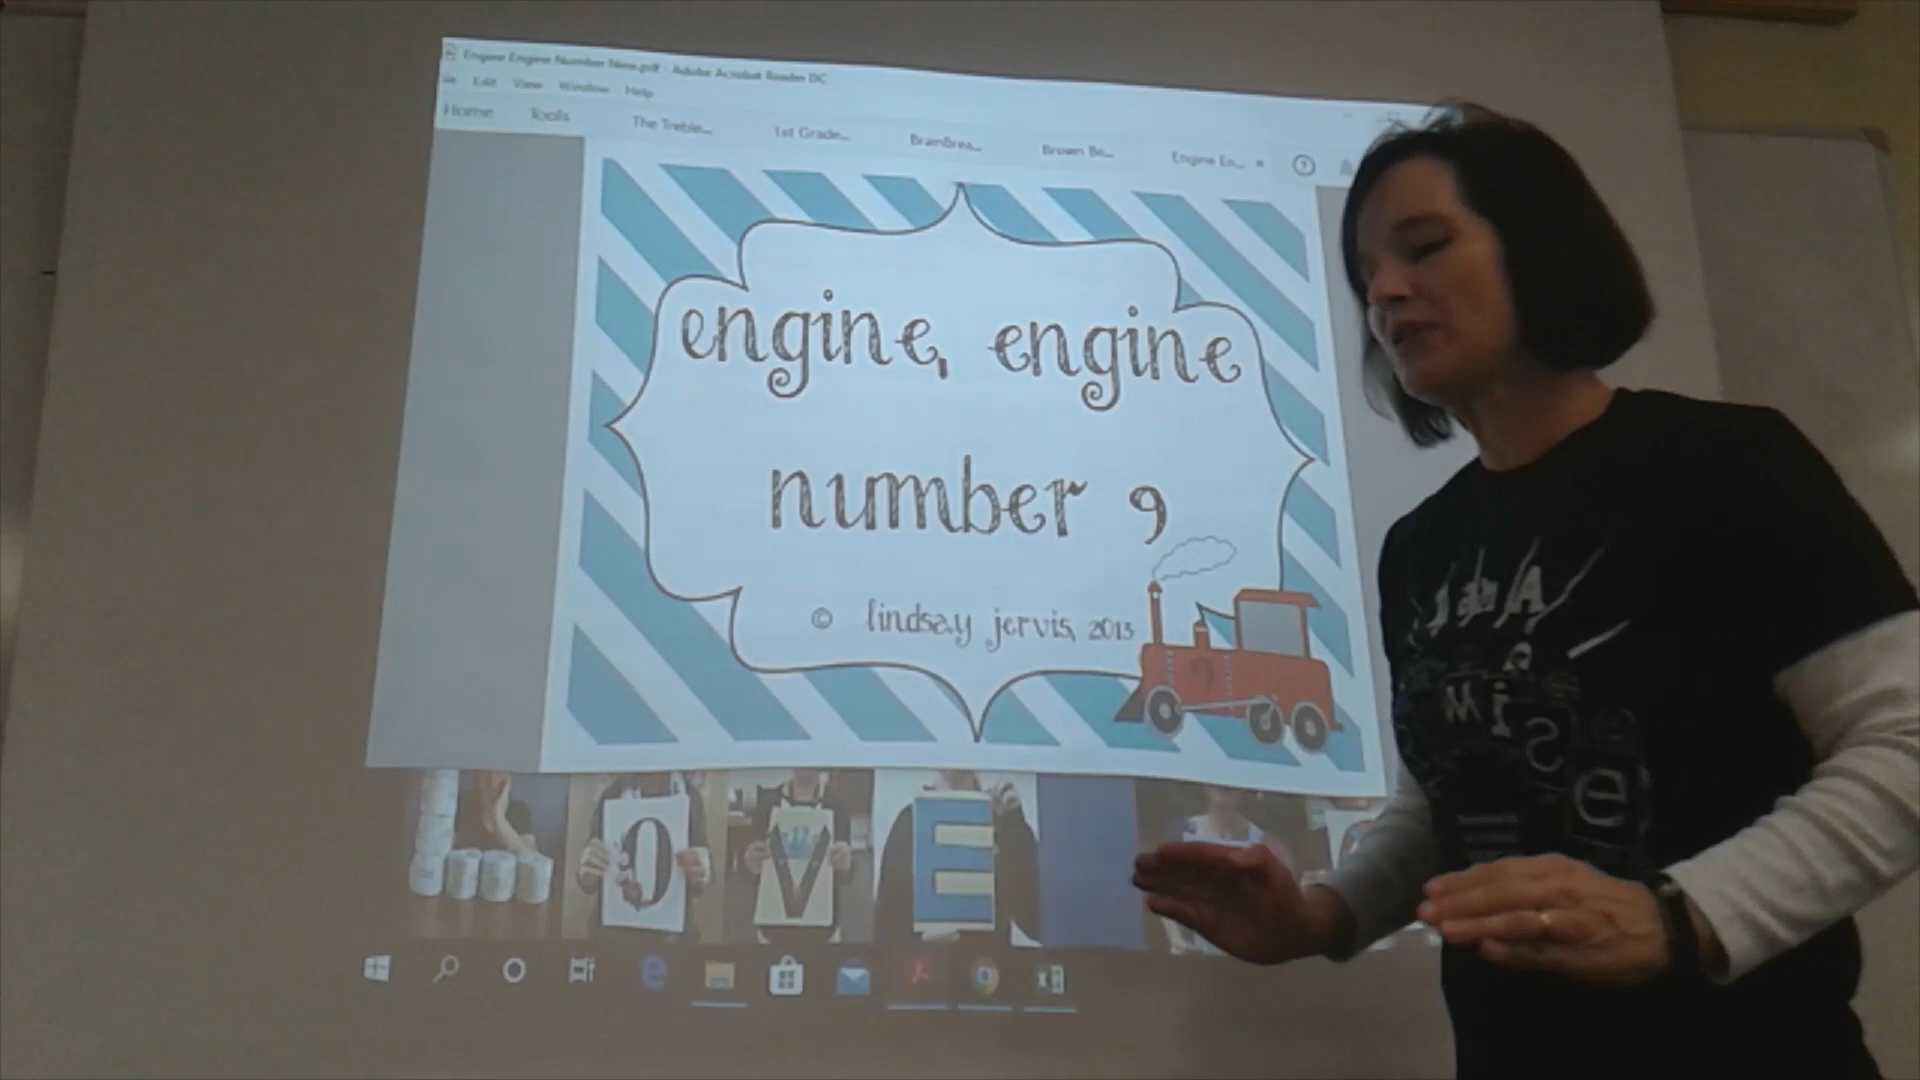 Engine Engine Number Nine.pdf - Adobe Acrobat Reader DC
Edit View Window Help
Home Tools The Treble... 1st Grade... BrainBrea... Brown Be... Engine En... ×
engine, engine
number 9
© lindsay jervis, 2013
L O V E